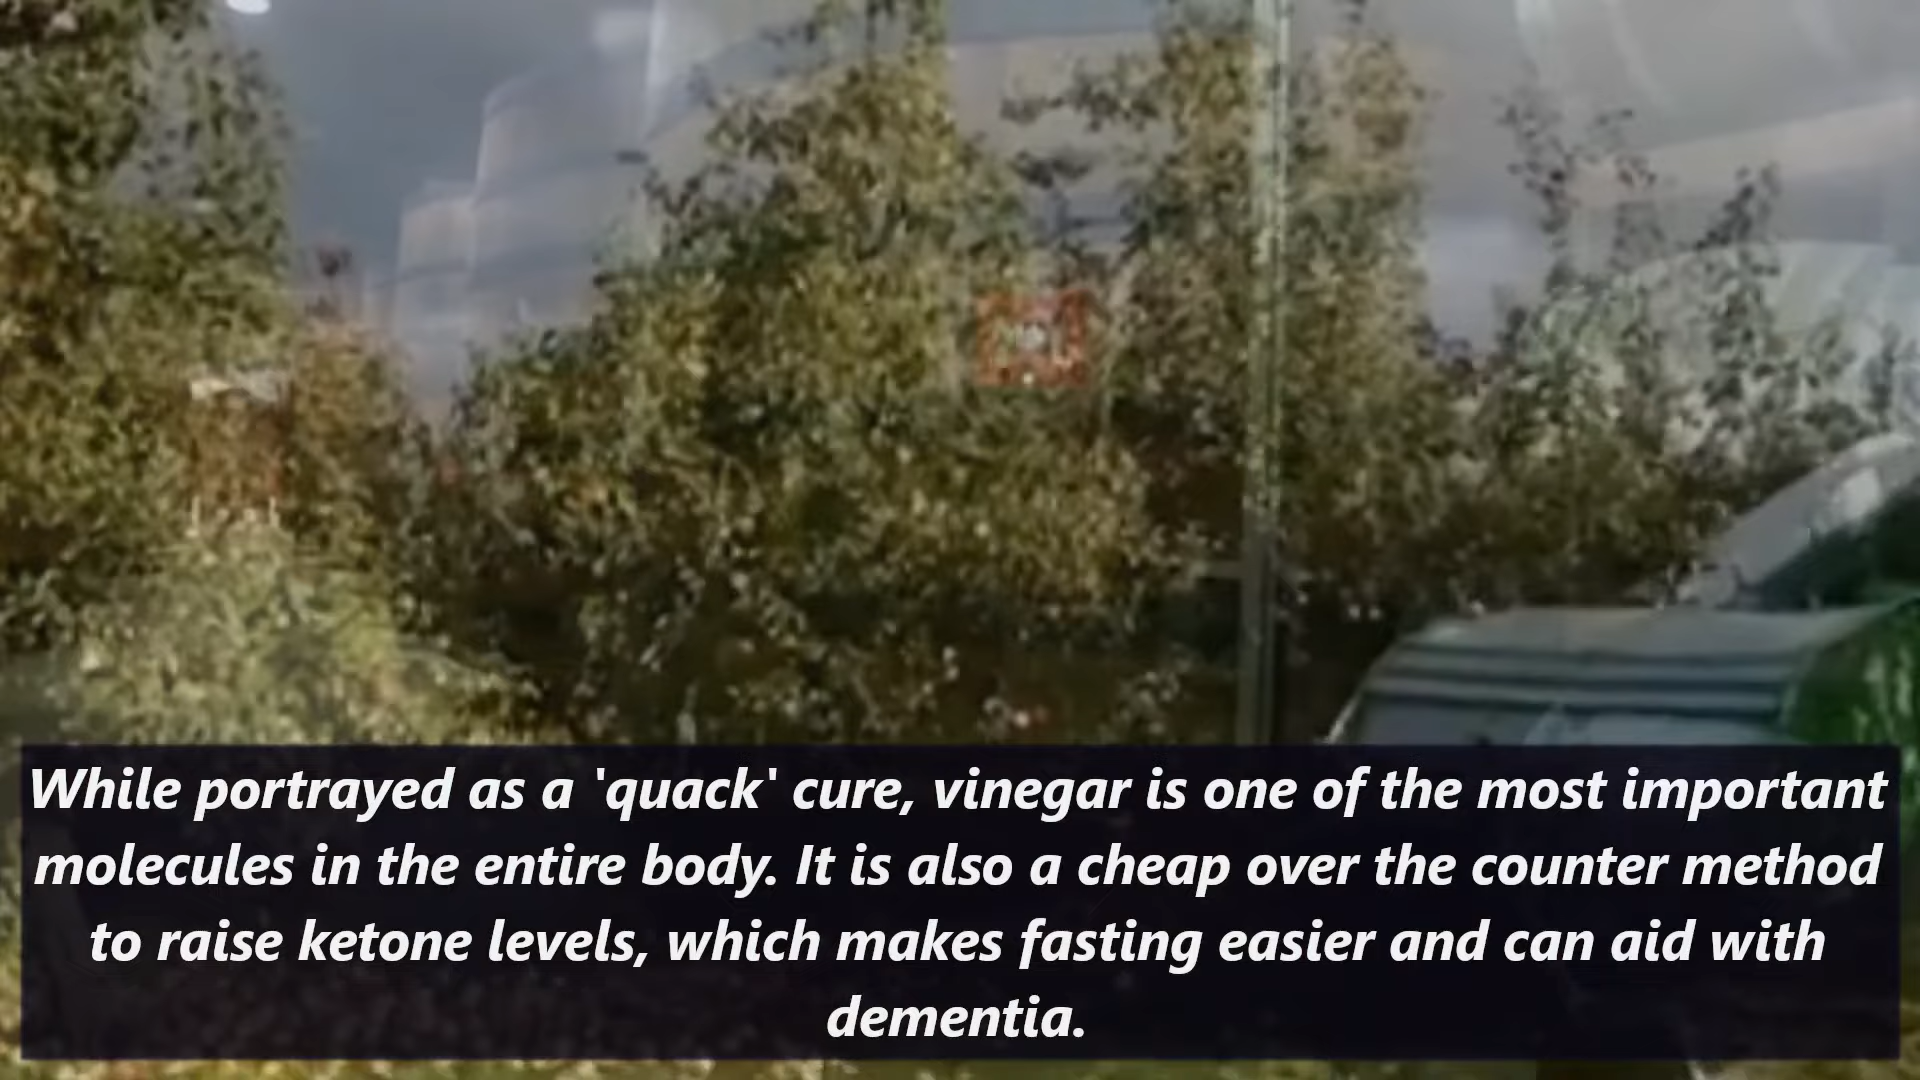 While portrayed as a 'quack' cure, vinegar is one of the most important
molecules in the entire body. It is also a cheap over the counter method
to raise ketone levels, which makes fasting easier and can aid with
dementia.